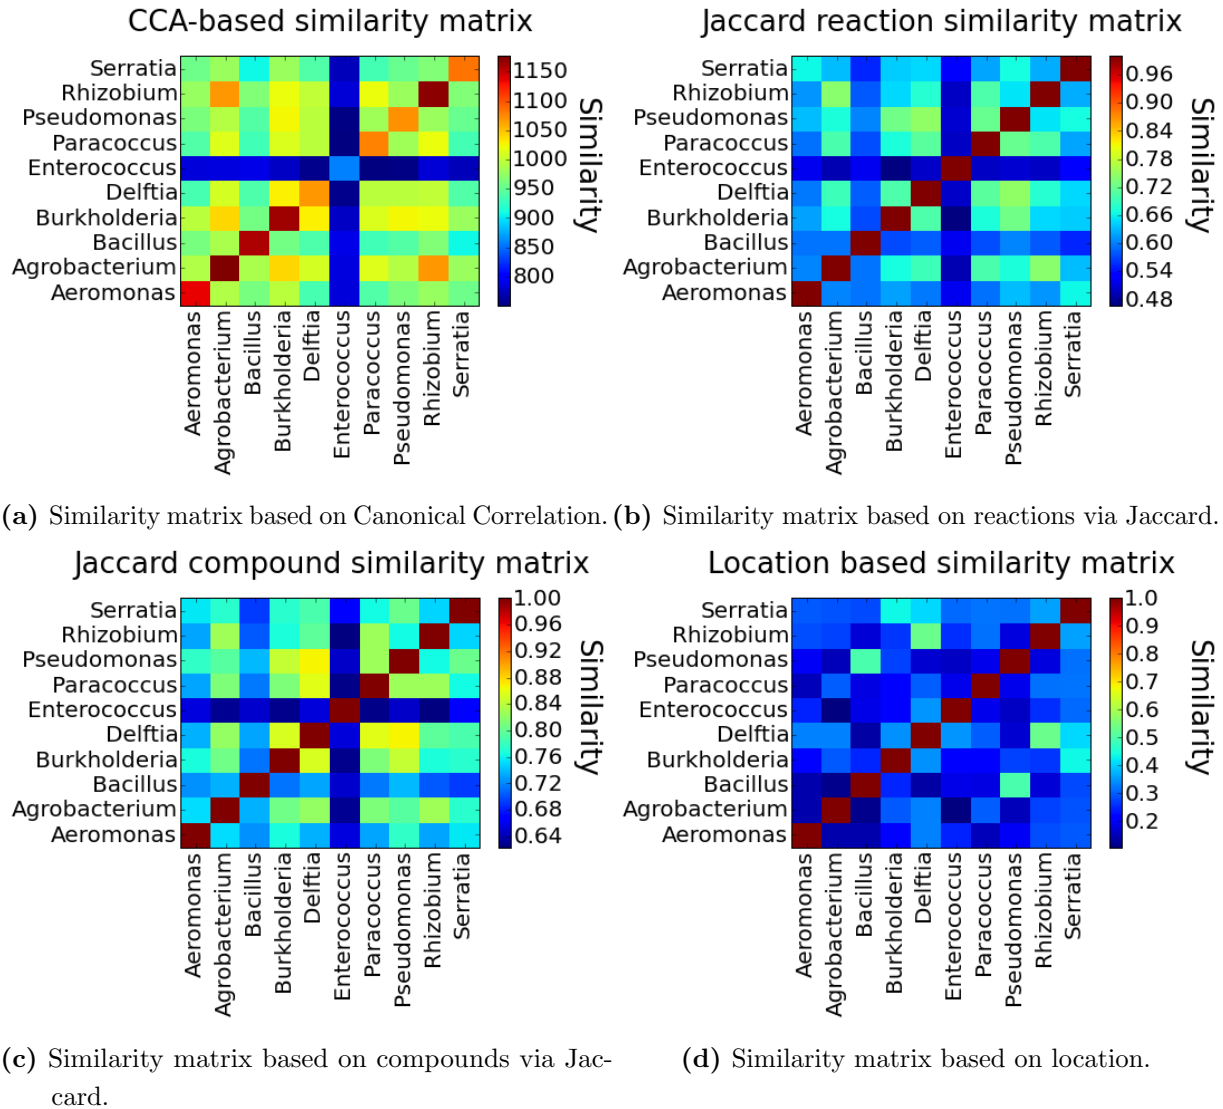 CCA-based similarity matrix
Serratia
Rhizobium
Pseudomonas
Paracoccus
Enterococcus
Delftia
Burkholderia
Bacillus
Agrobacterium
Aeromonas
Aeromonas
Agrobacterium
Bacillus
Burkholderia
Delftia
Enterococcus
Paracoccus
Pseudomonas
Rhizobium
Serratia
1150
1100
1050
1000
950
900
850
800
Similarity
(a) Similarity matrix based on Canonical Correlation.
Jaccard reaction similarity matrix
Serratia
Rhizobium
Pseudomonas
Paracoccus
Enterococcus
Delftia
Burkholderia
Bacillus
Agrobacterium
Aeromonas
Aeromonas
Agrobacterium
Bacillus
Burkholderia
Delftia
Enterococcus
Paracoccus
Pseudomonas
Rhizobium
Serratia
0.96
0.90
0.84
0.78
0.72
0.66
0.60
0.54
0.48
Similarity
(b) Similarity matrix based on reactions via Jaccard.
Jaccard compound similarity matrix
Serratia
Rhizobium
Pseudomonas
Paracoccus
Enterococcus
Delftia
Burkholderia
Bacillus
Agrobacterium
Aeromonas
Aeromonas
Agrobacterium
Bacillus
Burkholderia
Delftia
Enterococcus
Paracoccus
Pseudomonas
Rhizobium
Serratia
1.00
0.96
0.92
0.88
0.84
0.80
0.76
0.72
0.68
0.64
Similarity
(c) Similarity matrix based on compounds via Jac-
card.
Location based similarity matrix
Serratia
Rhizobium
Pseudomonas
Paracoccus
Enterococcus
Delftia
Burkholderia
Bacillus
Agrobacterium
Aeromonas
Aeromonas
Agrobacterium
Bacillus
Burkholderia
Delftia
Enterococcus
Paracoccus
Pseudomonas
Rhizobium
Serratia
1.0
0.9
0.8
0.7
0.6
0.5
0.4
0.3
0.2
Similarity
(d) Similarity matrix based on location.